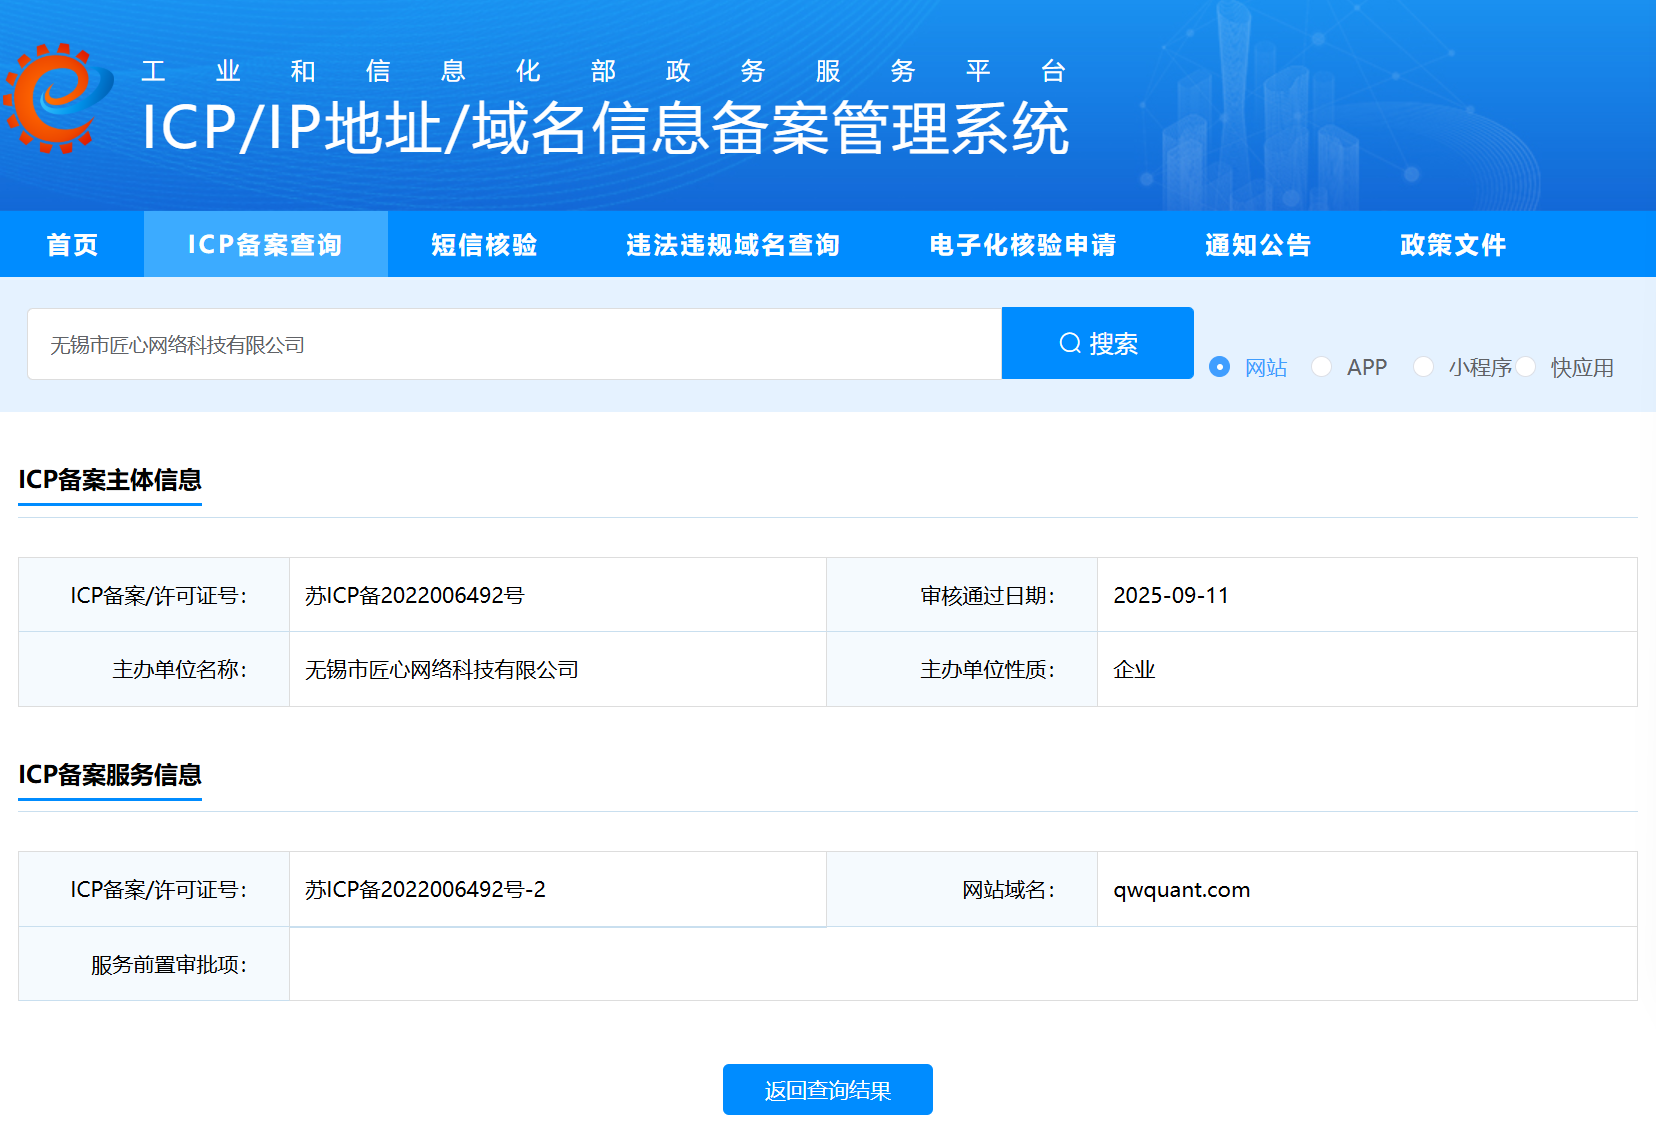 工业和信息化部政务服务平台
ICP/IP地址/域名信息备案管理系统
首页 ICP备案查询 短信核验 违法违规域名查询 电子化核验申请 通知公告 政策文件
无锡市匠心网络科技有限公司 搜索 网站 APP 小程序 快应用
ICP备案主体信息
ICP备案/许可证号： 苏ICP备2022006492号 审核通过日期： 2025-09-11
主办单位名称： 无锡市匠心网络科技有限公司 主办单位性质： 企业
ICP备案服务信息
ICP备案/许可证号： 苏ICP备2022006492号-2 网站域名： qwquant.com
服务前置审批项：
返回查询结果